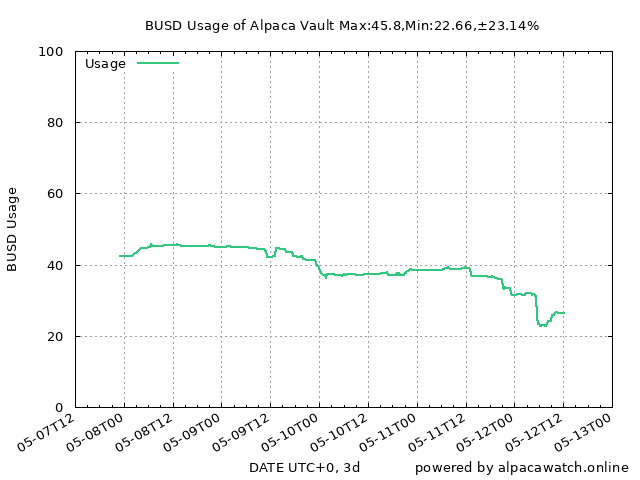 BUSD Usage of Alpaca Vault Max:45.8,Min:22.66,±23.14%
Usage
100
80
60
40
20
0
BUSD Usage
05-07T12
05-08T00
05-08T12
05-09T00
05-09T12
05-10T00
05-10T12
05-11T00
05-11T12
05-12T00
05-12T12
05-13T00
DATE UTC+0, 3d
powered by alpacawatch.online